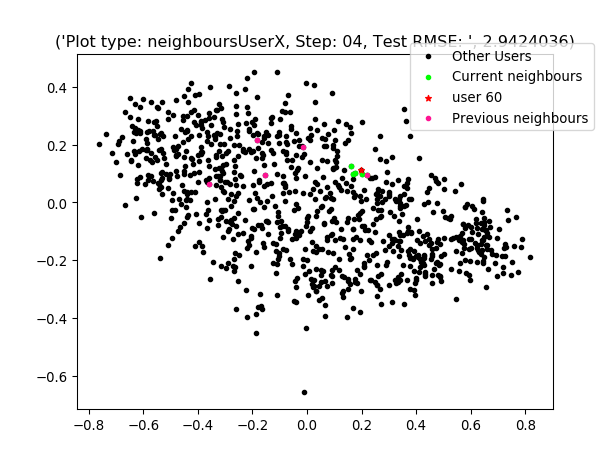 ('Plot type: neighboursUserX, Step: 04, Test RMSE: ', 2.9424036)
Other Users
Current neighbours
user 60
Previous neighbours
0.4
0.2
0.0
−0.2
−0.4
−0.6
−0.8 −0.6 −0.4 −0.2 0.0 0.2 0.4 0.6 0.8